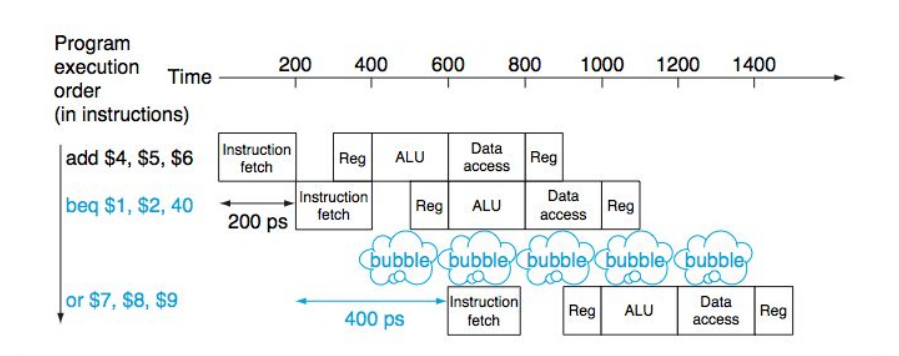 Program
execution
order
(in instructions)
Time
200 400 600 800 1000 1200 1400
add $4, $5, $6
Instruction
fetch
Reg
ALU
Data
access
Reg
beq $1, $2, 40
200 ps
Instruction
fetch
Reg
ALU
Data
access
Reg
bubble bubble bubble bubble bubble
or $7, $8, $9
400 ps
Instruction
fetch
Reg
ALU
Data
access
Reg